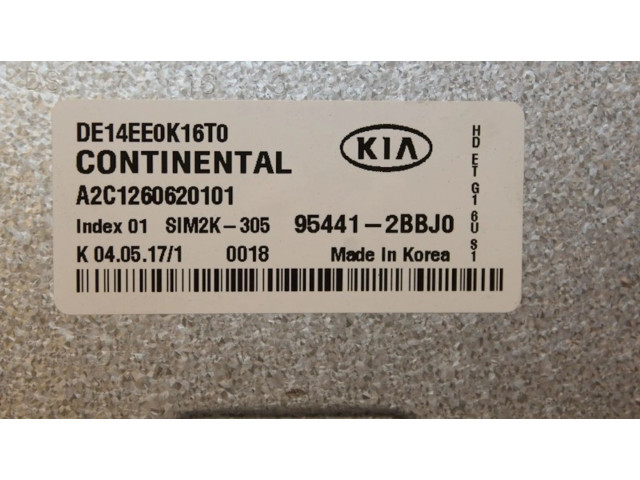 DE14EE0K16T0
CONTINENTAL
KIA
A2C1260620101
Index 01 SIM2K-305 95441-2BBJ0
K 04.05.17/1 0018 Made In Korea
HD ET G1 6U S1